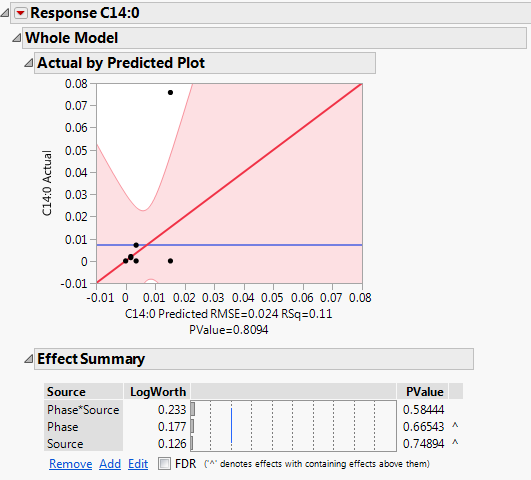 Response C14:0
Whole Model
Actual by Predicted Plot
0.08
0.07
0.06
0.05
0.04
0.03
0.02
0.01
0
-0.01
C14:0 Actual
-0.01 0 0.01 0.02 0.03 0.04 0.05 0.06 0.07 0.08
C14:0 Predicted RMSE=0.024 RSq=0.11
PValue=0.8094
Effect Summary
Source LogWorth PValue
Phase*Source 0.233 0.58444
Phase 0.177 0.66543 ^
Source 0.126 0.74894 ^
Remove Add Edit FDR ('^' denotes effects with containing effects above them)